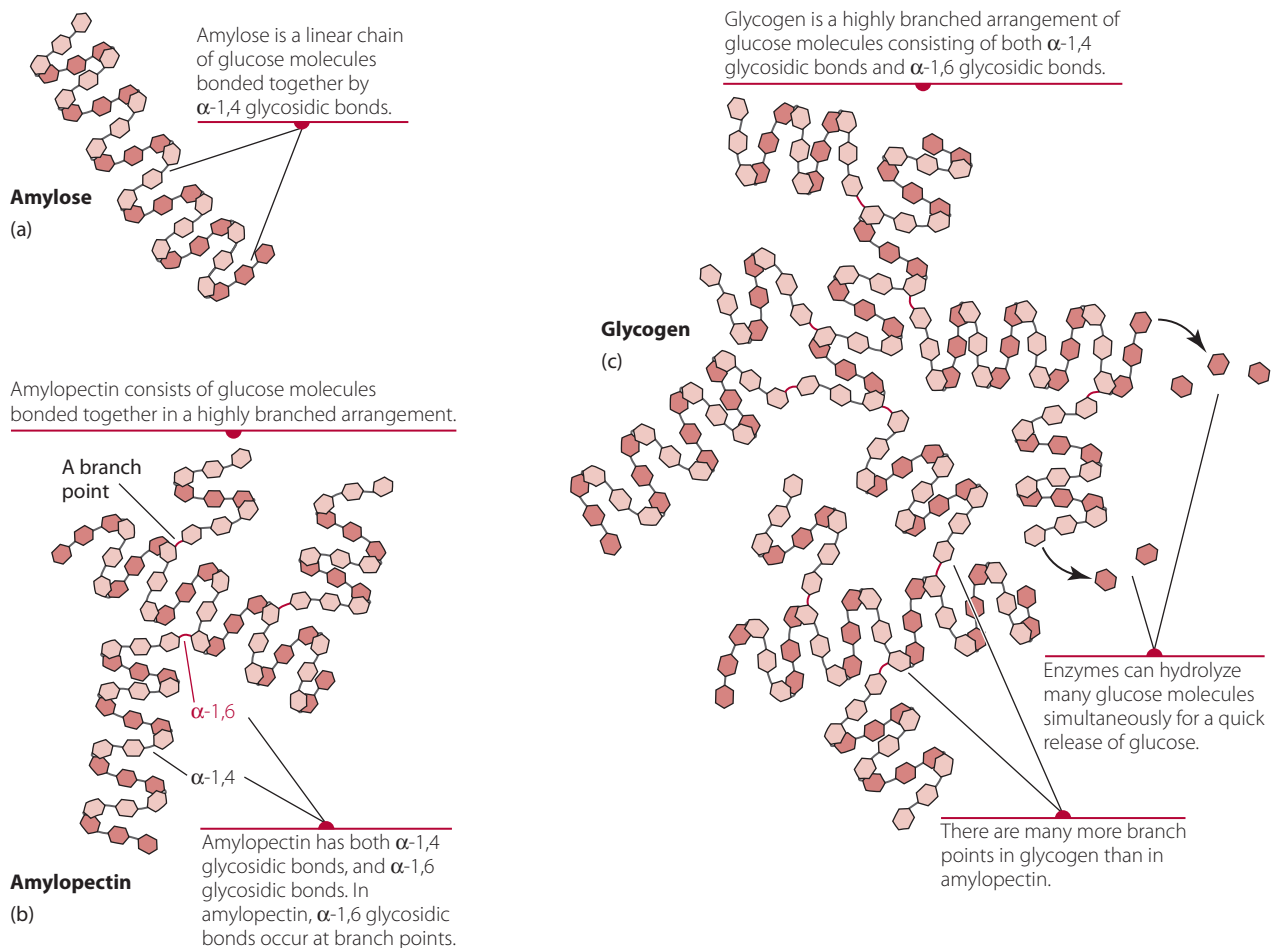 Amylose is a linear chain
of glucose molecules
bonded together by
α-1,4 glycosidic bonds.
Amylose
(a)
Amylopectin consists of glucose molecules
bonded together in a highly branched arrangement.
A branch
point
α-1,6
α-1,4
Amylopectin has both α-1,4
glycosidic bonds, and α-1,6
glycosidic bonds. In
amylopectin, α-1,6 glycosidic
bonds occur at branch points.
Amylopectin
(b)
Glycogen is a highly branched arrangement of
glucose molecules consisting of both α-1,4
glycosidic bonds and α-1,6 glycosidic bonds.
Glycogen
(c)
Enzymes can hydrolyze
many glucose molecules
simultaneously for a quick
release of glucose.
There are many more branch
points in glycogen than in
amylopectin.